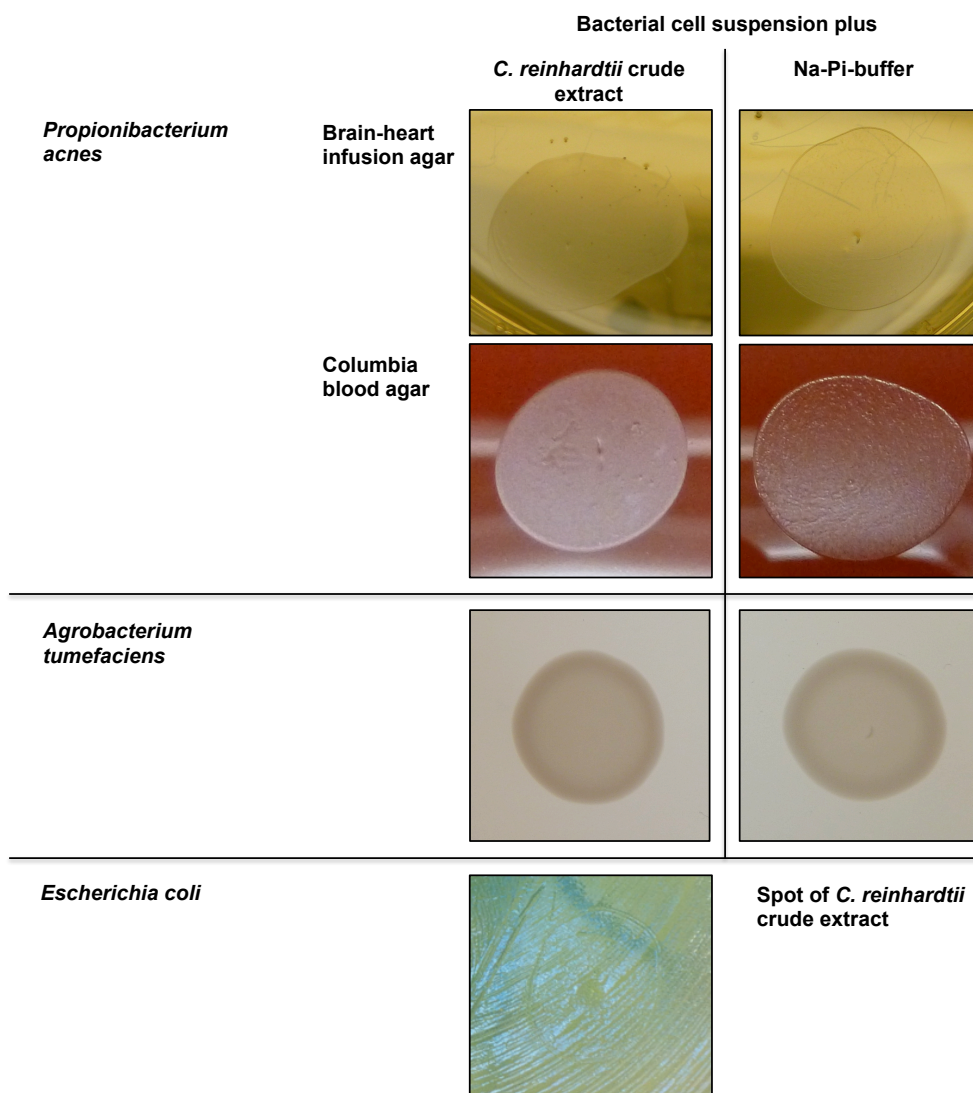 Bacterial cell suspension plus
C. reinhardtii crude
extract
Na-Pi-buffer
Propionibacterium
acnes
Brain-heart
infusion agar
Columbia
blood agar
Agrobacterium
tumefaciens
Escherichia coli
Spot of C. reinhardtii
crude extract